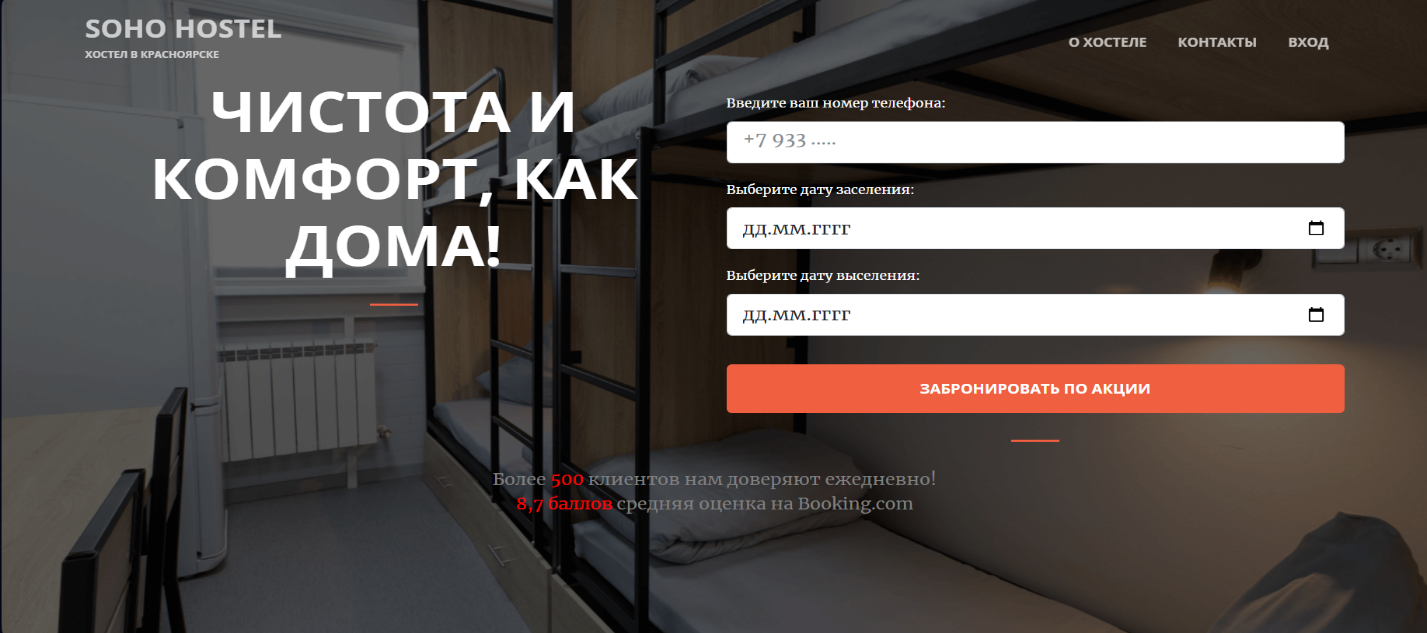 SOHO HOSTEL
ХОСТЕЛ В КРАСНОЯРСКЕ
О ХОСТЕЛЕ КОНТАКТЫ ВХОД
ЧИСТОТА И
КОМФОРТ, КАК
ДОМА!
Введите ваш номер телефона:
+7 933 .....
Выберите дату заселения:
дд.мм.гггг
Выберите дату выселения:
дд.мм.гггг
ЗАБРОНИРОВАТЬ ПО АКЦИИ
Более 500 клиентов нам доверяют ежедневно!
8,7 баллов средняя оценка на Booking.com